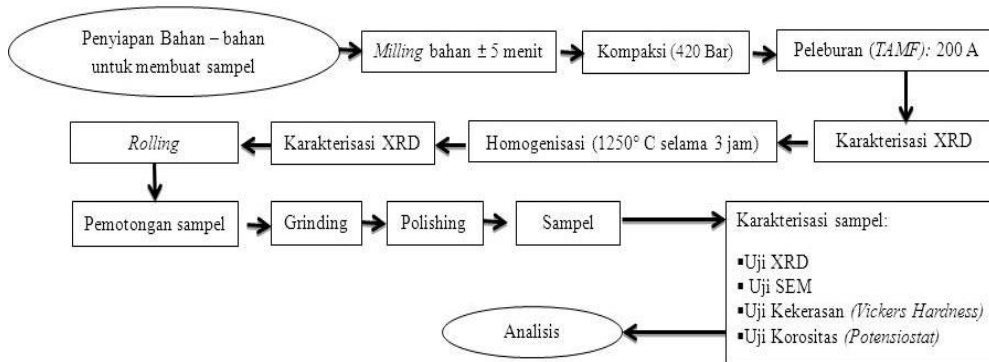 Penyiapan Bahan – bahan
untuk membuat sampel
Milling bahan ± 5 menit
Kompaksi (420 Bar)
Peleburan (TAMF): 200 A
Karakterisasi XRD
Homogenisasi (1250° C selama 3 jam)
Karakterisasi XRD
Rolling
Pemotongan sampel
Grinding
Polishing
Sampel
Karakterisasi sampel:
▪Uji XRD
▪ Uji SEM
▪Uji Kekerasan (Vickers Hardness)
▪Uji Korositas (Potensiostat)
Analisis